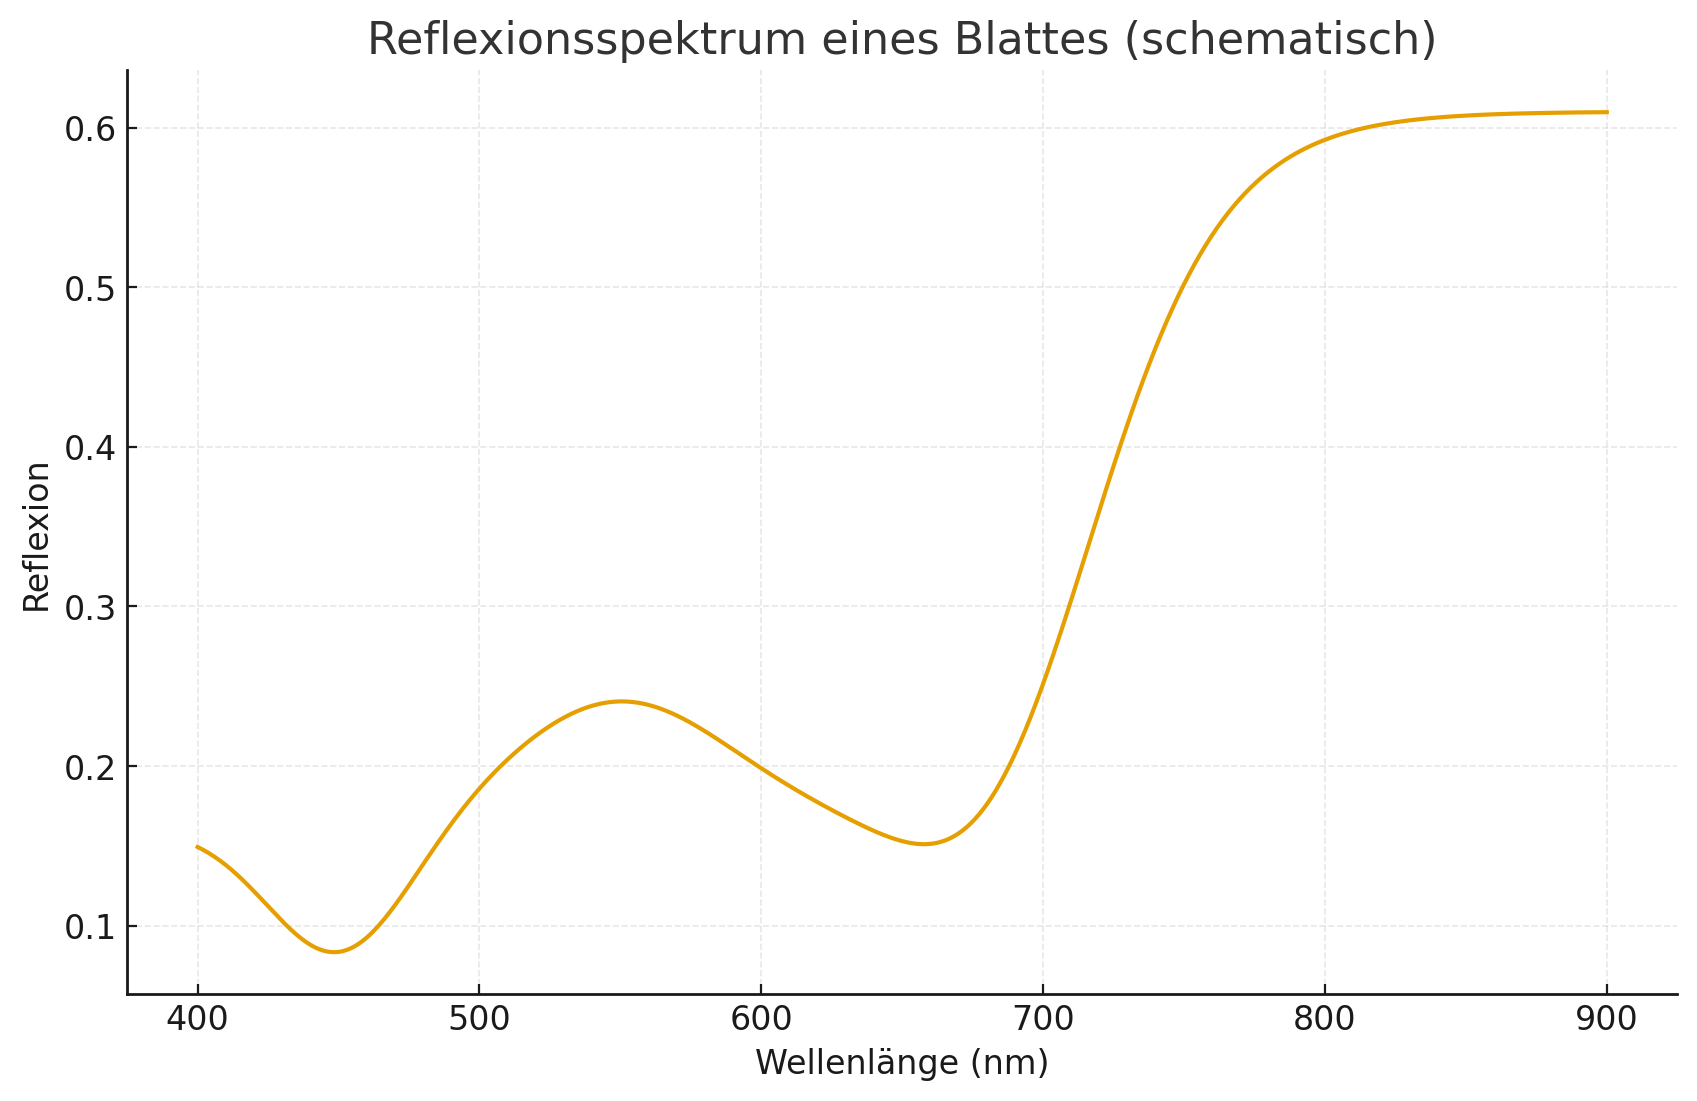 Reflexionsspektrum eines Blattes (schematisch)
Reflexion
0.6
0.5
0.4
0.3
0.2
0.1
400 500 600 700 800 900
Wellenlänge (nm)